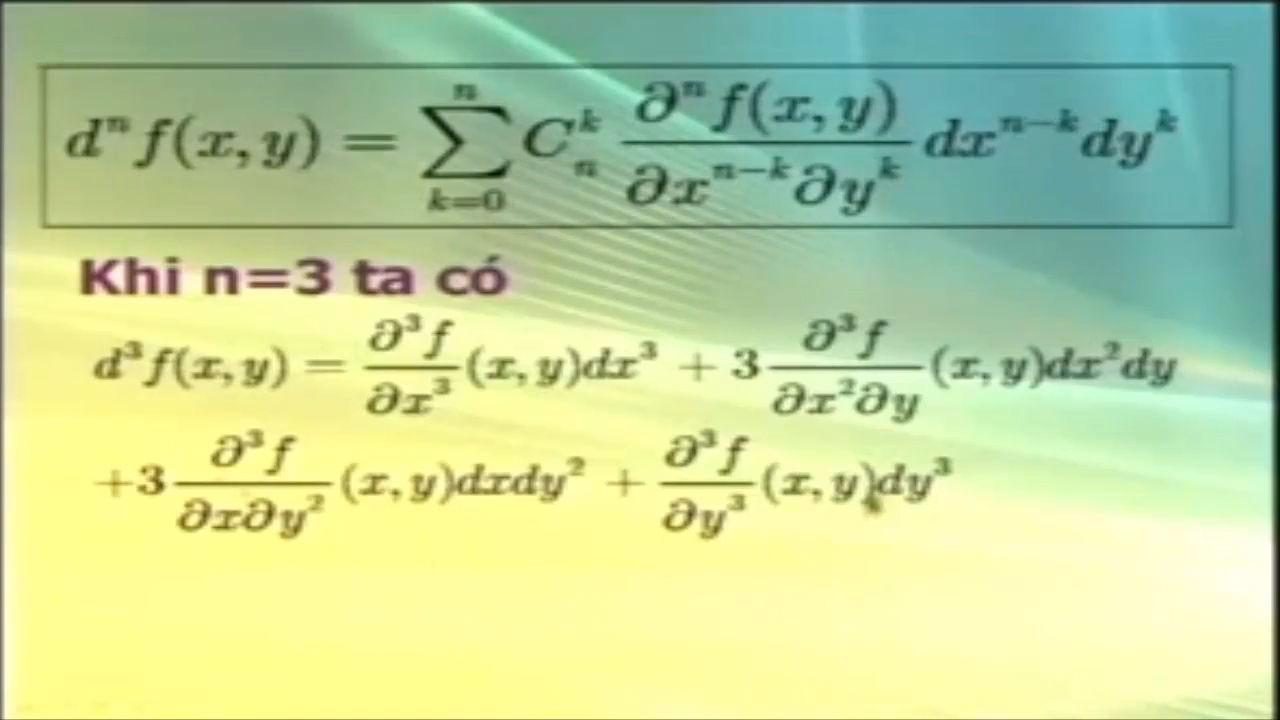 $d^n f(x,y) = \sum_{k=0}^{n} C_n^k \frac{\partial^n f(x,y)}{\partial x^{n-k} \partial y^k} dx^{n-k} dy^k$
Khi n=3 ta có
$d^3 f(x,y) = \frac{\partial^3 f}{\partial x^3}(x,y)dx^3 + 3\frac{\partial^3 f}{\partial x^2 \partial y}(x,y)dx^2 dy$
$+3\frac{\partial^3 f}{\partial x \partial y^2}(x,y)dxdy^2 + \frac{\partial^3 f}{\partial y^3}(x,y)dy^3$